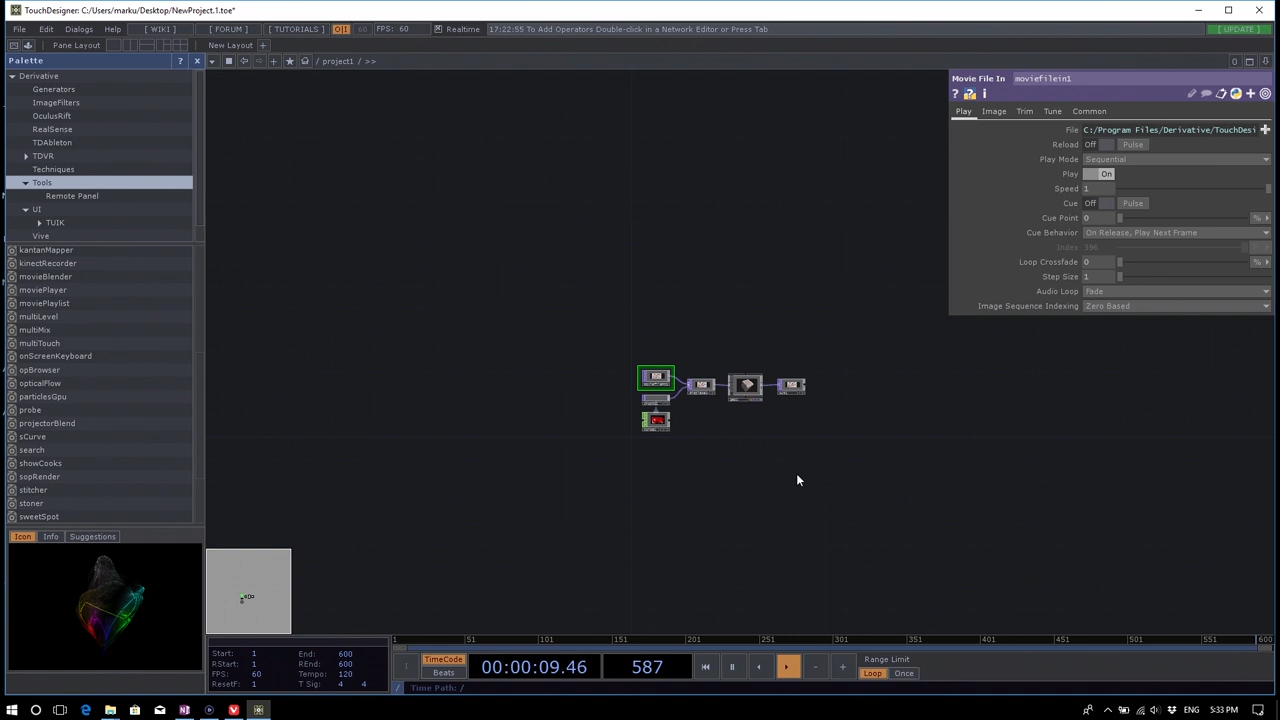 TouchDesigner: C:/Users/marku/Desktop/NewProject.1.toe*
File Edit Dialogs [ WIKI ] [ FORUM ] [ TUTORIALS ] O|I 60 FPS: 60 Realtime 17:22:55 To Add Operators Double-click in a Network Editor or Press Tab [ UPDATE ]
Pane Layout New Layout +
Palette ? x
/ project1 / >> 0
Derivative
Generators
ImageFilters
OculusRift
RealSense
TDAbleton
TDVR
Techniques
Tools
Remote Panel
UI
TUIK
Vive
kantanMapper
kinectRecorder
movieBlender
moviePlayer
moviePlaylist
multiLevel
multiMix
multiTouch
onScreenKeyboard
opBrowser
opticalFlow
particlesGpu
probe
projectorBlend
sCurve
search
showCooks
sopRender
stitcher
stoner
sweetSpot
Icon Info Suggestions
Movie File In moviefilein1
Play Image Trim Tune Common
File C:/Program Files/Derivative/TouchDesi
Reload Off Pulse
Play Mode Sequential
Play On
Speed 1
Cue Off Pulse
Cue Point 0 %
Cue Behavior On Release, Play Next Frame
Index 396
Loop Crossfade 0 %
Step Size 1
Audio Loop Fade
Image Sequence Indexing Zero Based
1 51 101 151 201 251 301 351 401 451 501 551 600
Start: 1 End: 600
RStart: 1 REnd: 600
FPS: 60 Tempo: 120
ResetF: 1 T Sig: 4 4
TimeCode
Beats
00:00:09.46
587
Range Limit
Loop Once
/ Time Path: /
5:33 PM